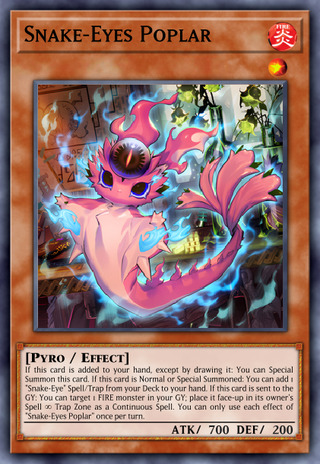 Snake-Eyes Poplar
FIRE
炎
[Pyro / Effect]
If this card is added to your hand, except by drawing it: You can Special
Summon this card. If this card is Normal or Special Summoned: You can add 1
"Snake-Eye" Spell/Trap from your Deck to your hand. If this card is sent to the
GY: You can target 1 FIRE monster in your GY; place it face-up in its owner's
Spell ∞ Trap Zone as a Continuous Spell. You can only use each effect of
"Snake-Eyes Poplar" once per turn.
ATK/ 700 DEF/ 200